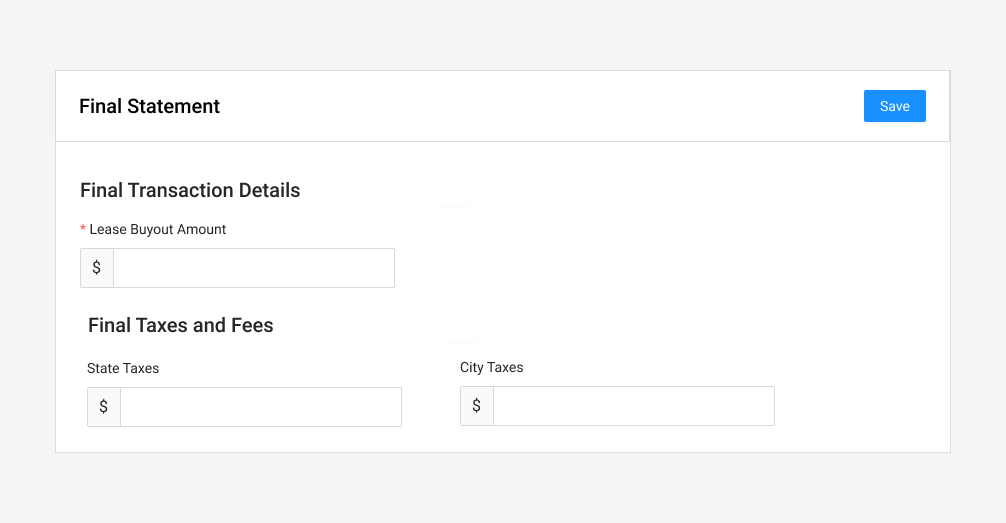 Final Statement
Save
Final Transaction Details
* Lease Buyout Amount
$
Final Taxes and Fees
State Taxes
City Taxes
$
$